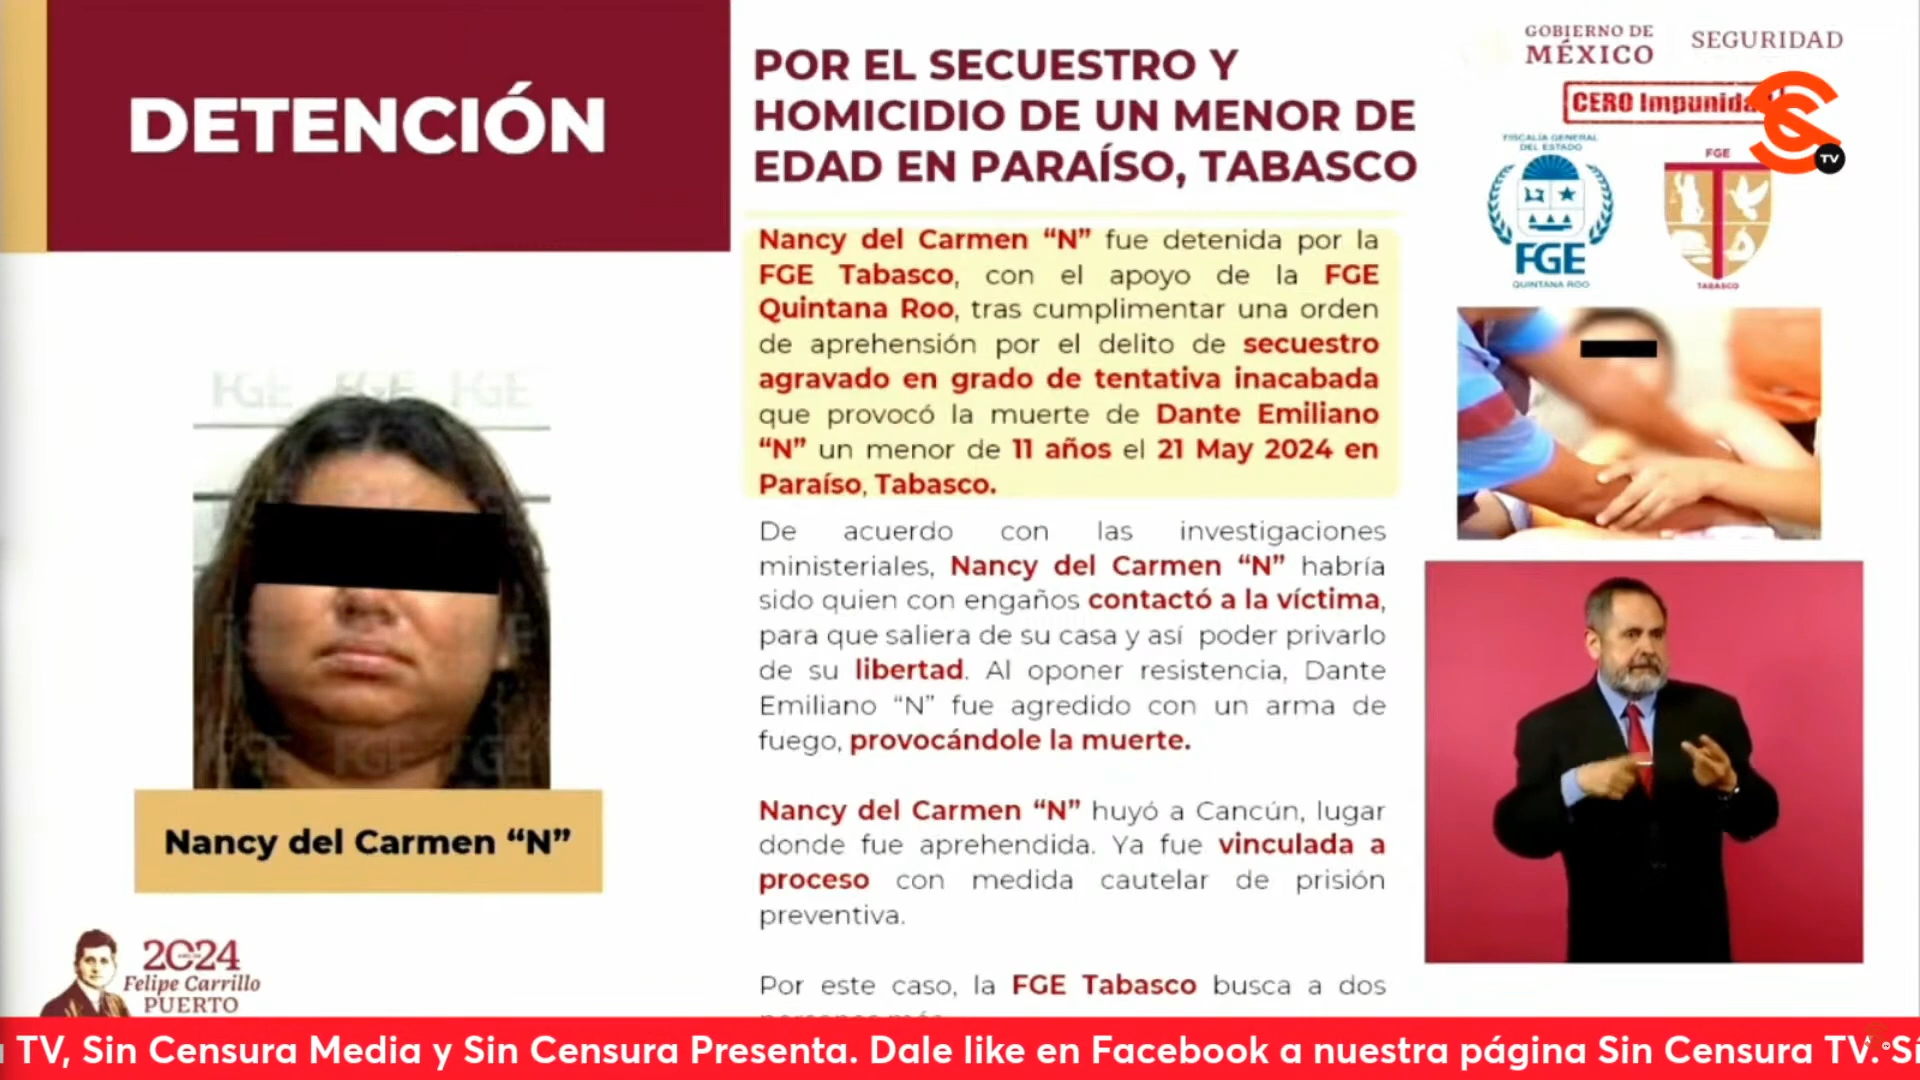 DETENCIÓN
POR EL SECUESTRO Y
HOMICIDIO DE UN MENOR DE
EDAD EN PARAÍSO, TABASCO
GOBIERNO DE
MÉXICO
SEGURIDAD
CERO Impunida
TV
FISCALÍA GENERAL
DEL ESTADO
FGE
QUINTANA ROO
FGE
TABASCO
Nancy del Carmen “N” fue detenida por la
FGE Tabasco, con el apoyo de la FGE
Quintana Roo, tras cumplimentar una orden
de aprehensión por el delito de secuestro
agravado en grado de tentativa inacabada
que provocó la muerte de Dante Emiliano
“N” un menor de 11 años el 21 May 2024 en
Paraíso, Tabasco.
De acuerdo con las investigaciones
ministeriales, Nancy del Carmen “N” habría
sido quien con engaños contactó a la víctima,
para que saliera de su casa y así poder privarlo
de su libertad. Al oponer resistencia, Dante
Emiliano “N” fue agredido con un arma de
fuego, provocándole la muerte.
Nancy del Carmen “N” huyó a Cancún, lugar
donde fue aprehendida. Ya fue vinculada a
proceso con medida cautelar de prisión
preventiva.
Por este caso, la FGE Tabasco busca a dos
FGE FGE FGE
FGE FGE
Nancy del Carmen “N”
2024
Felipe Carrillo
PUERTO
TV, Sin Censura Media y Sin Censura Presenta. Dale like en Facebook a nuestra página Sin Censura TV. Sí